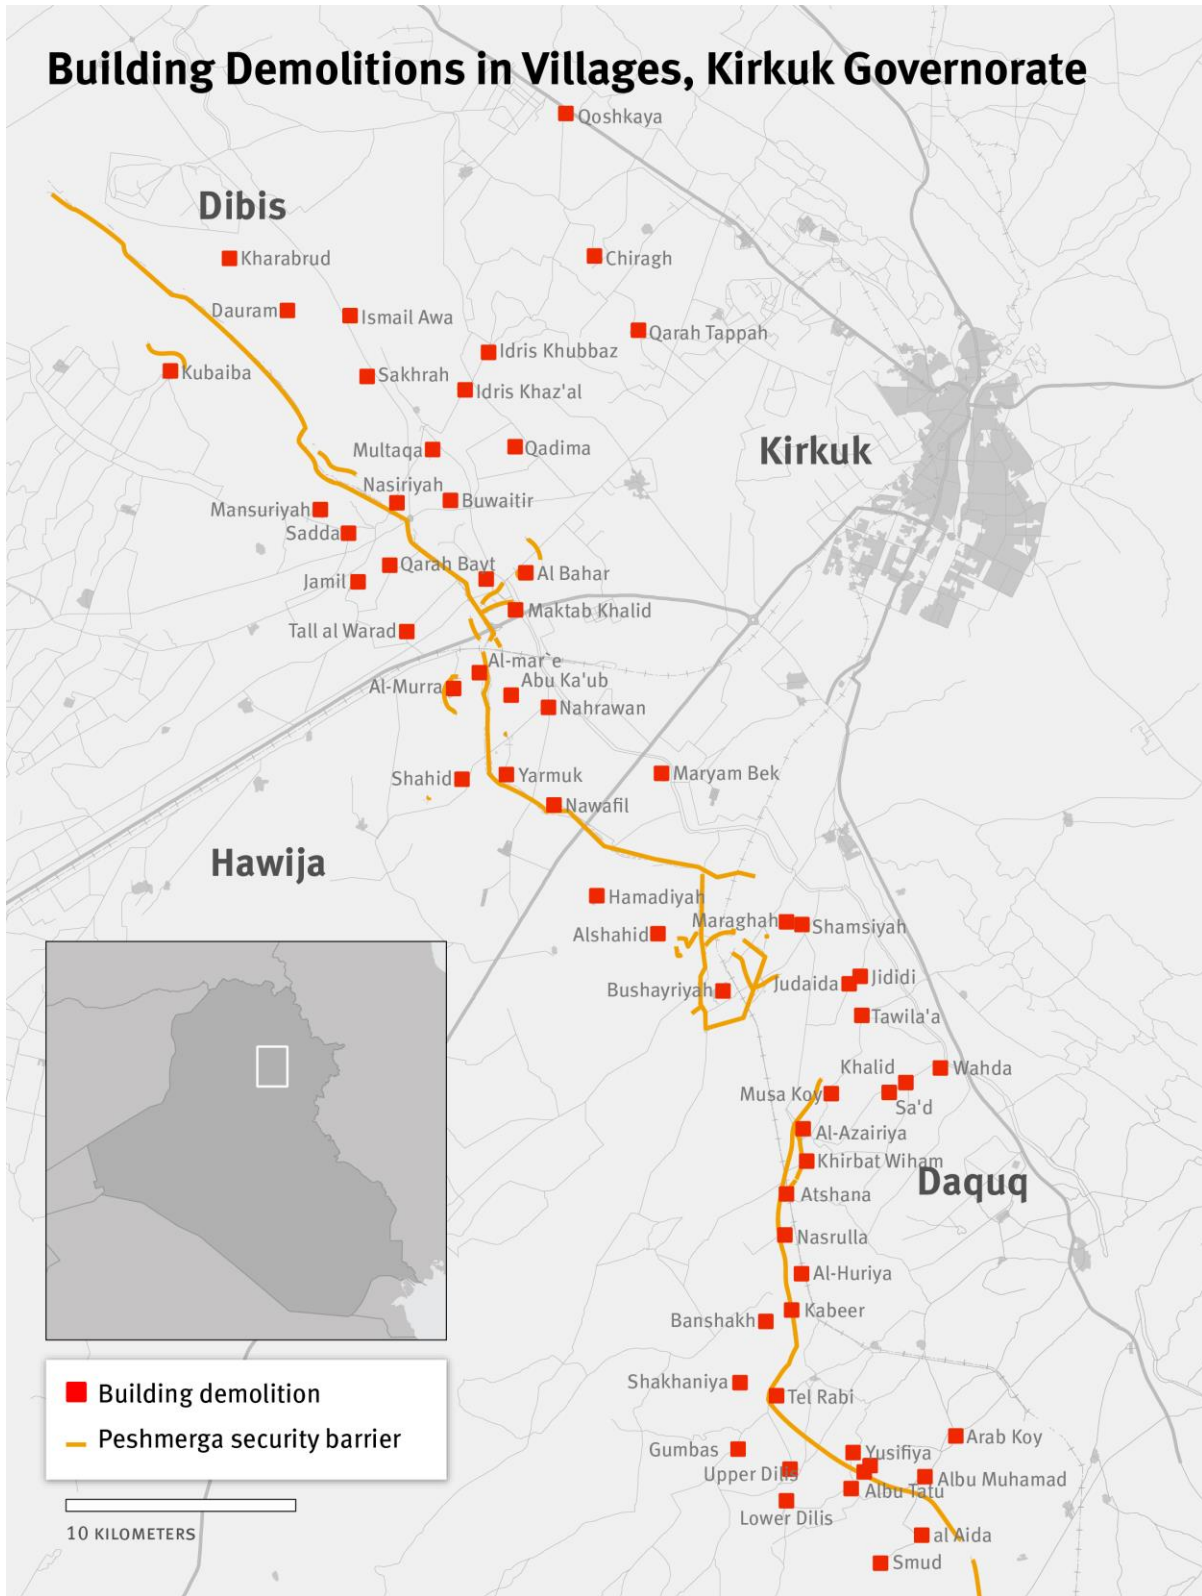 Building Demolitions in Villages, Kirkuk Governorate
Qoshkaya
Dibis
Kharabrud
Chiragh
Dauram
Ismail Awa
Qarah Tappah
Idris Khubbaz
Kubaiba
Sakhrah
Idris Khaz'al
Multaqa
Qadima
Kirkuk
Nasiriyah
Mansuriyah
Buwaitir
Sadda
Qarah Bayt
Al Bahar
Jamil
Maktab Khalid
Tall al Warad
Al-mar`e
Al-Murra
Abu Ka'ub
Nahrawan
Shahid
Yarmuk
Maryam Bek
Nawafil
Hawija
Hamadiyah
Maraghah
Shamsiyah
Alshahid
Bushayriyah
Judaida
Jididi
Tawila'a
Khalid
Wahda
Musa Koy
Sa'd
Al-Azairiya
Khirbat Wiham
Daquq
Atshana
Nasrulla
Al-Huriya
Kabeer
Banshakh
Shakhaniya
Tel Rabi
Arab Koy
Gumbas
Yusifiya
Upper Dilis
Albu Muhamad
Albu Tatu
Lower Dilis
al Aida
Smud
Building demolition
Peshmerga security barrier
10 KILOMETERS